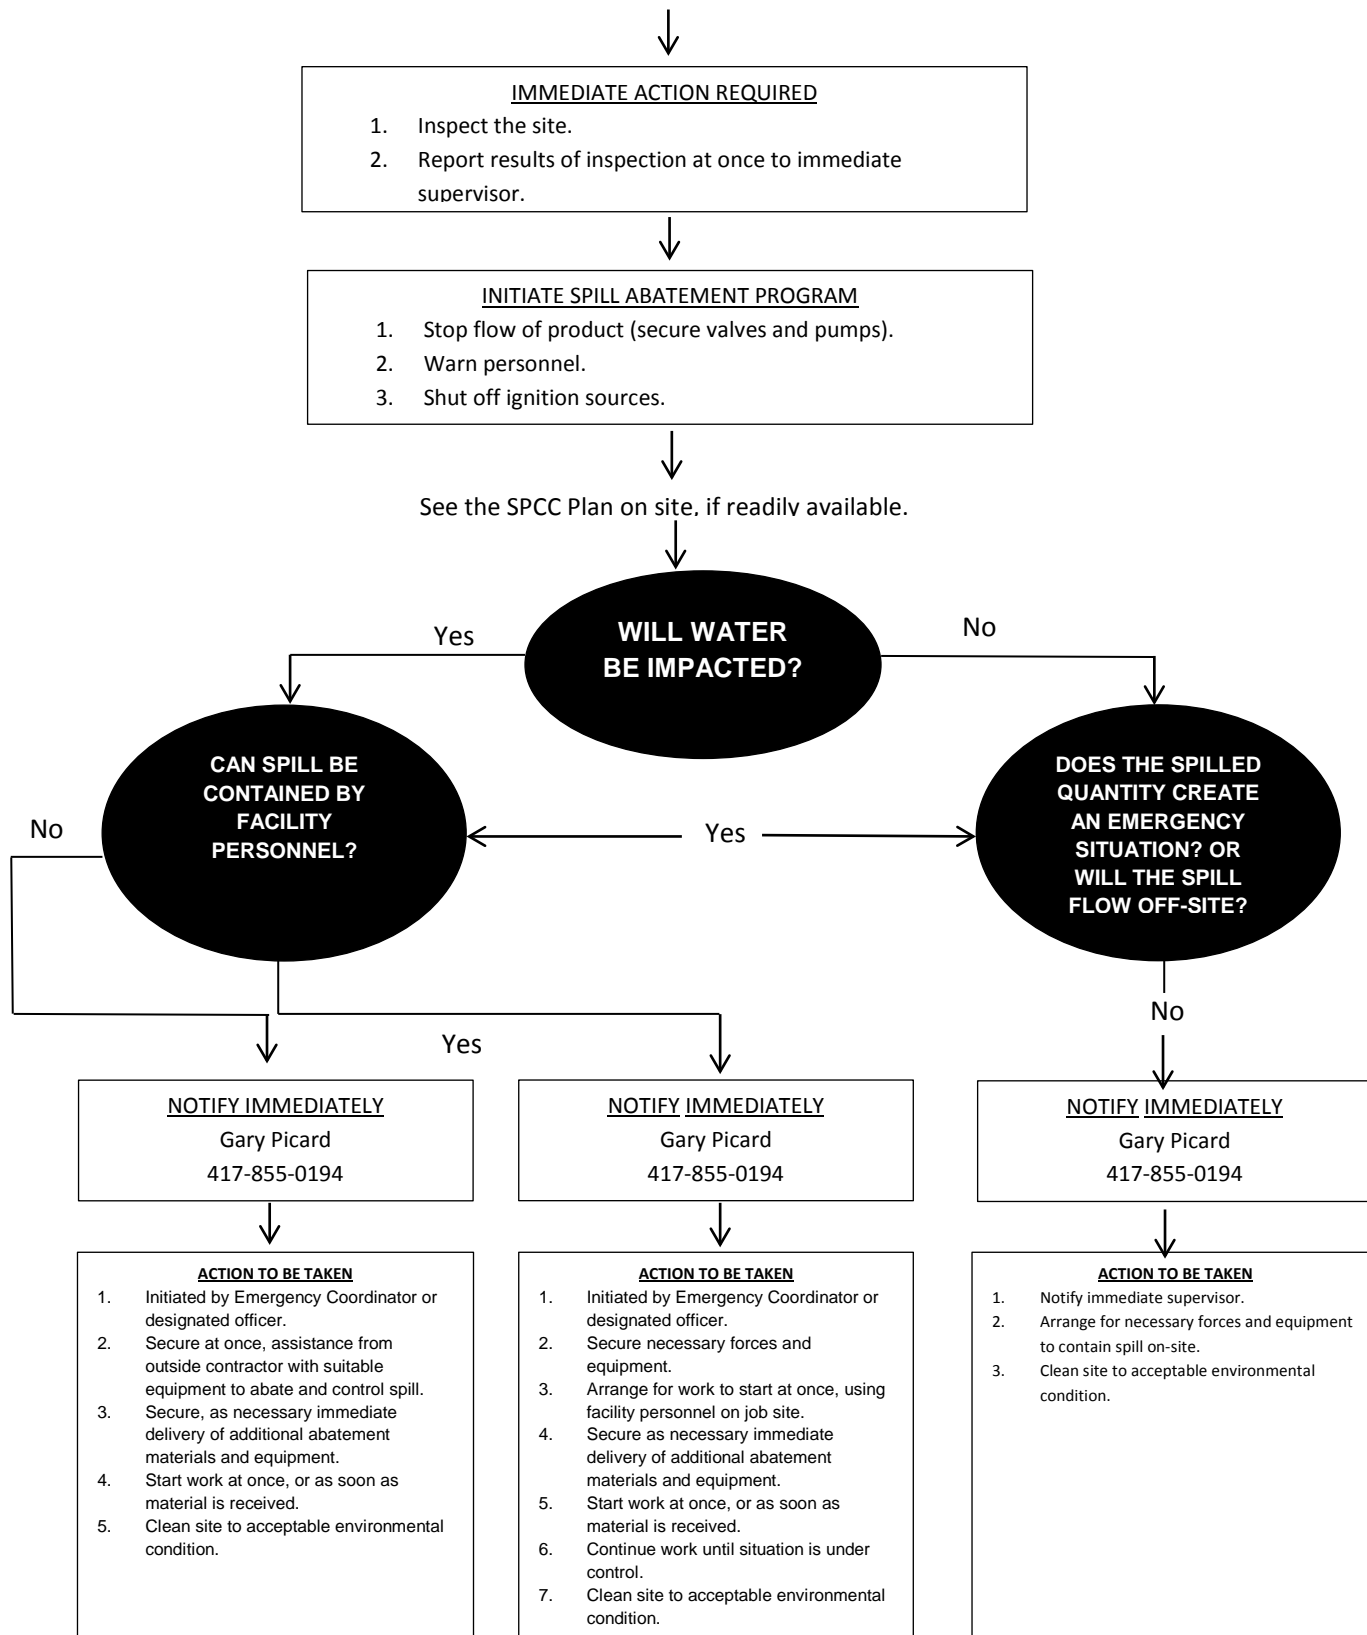 IMMEDIATE ACTION REQUIRED
1. Inspect the site.
2. Report results of inspection at once to immediate
supervisor.
INITIATE SPILL ABATEMENT PROGRAM
1. Stop flow of product (secure valves and pumps).
2. Warn personnel.
3. Shut off ignition sources.
See the SPCC Plan on site, if readily available.
WILL WATER
BE IMPACTED?
Yes
No
CAN SPILL BE
CONTAINED BY
FACILITY
PERSONNEL?
No
Yes
DOES THE SPILLED
QUANTITY CREATE
AN EMERGENCY
SITUATION? OR
WILL THE SPILL
FLOW OFF-SITE?
Yes
No
NOTIFY IMMEDIATELY
Gary Picard
417-855-0194
NOTIFY IMMEDIATELY
Gary Picard
417-855-0194
NOTIFY IMMEDIATELY
Gary Picard
417-855-0194
ACTION TO BE TAKEN
1. Initiated by Emergency Coordinator or
designated officer.
2. Secure at once, assistance from
outside contractor with suitable
equipment to abate and control spill.
3. Secure, as necessary immediate
delivery of additional abatement
materials and equipment.
4. Start work at once, or as soon as
material is received.
5. Clean site to acceptable environmental
condition.
ACTION TO BE TAKEN
1. Initiated by Emergency Coordinator or
designated officer.
2. Secure necessary forces and
equipment.
3. Arrange for work to start at once, using
facility personnel on job site.
4. Secure as necessary immediate
delivery of additional abatement
materials and equipment.
5. Start work at once, or as soon as
material is received.
6. Continue work until situation is under
control.
7. Clean site to acceptable environmental
condition.
ACTION TO BE TAKEN
1. Notify immediate supervisor.
2. Arrange for necessary forces and equipment
to contain spill on-site.
3. Clean site to acceptable environmental
condition.